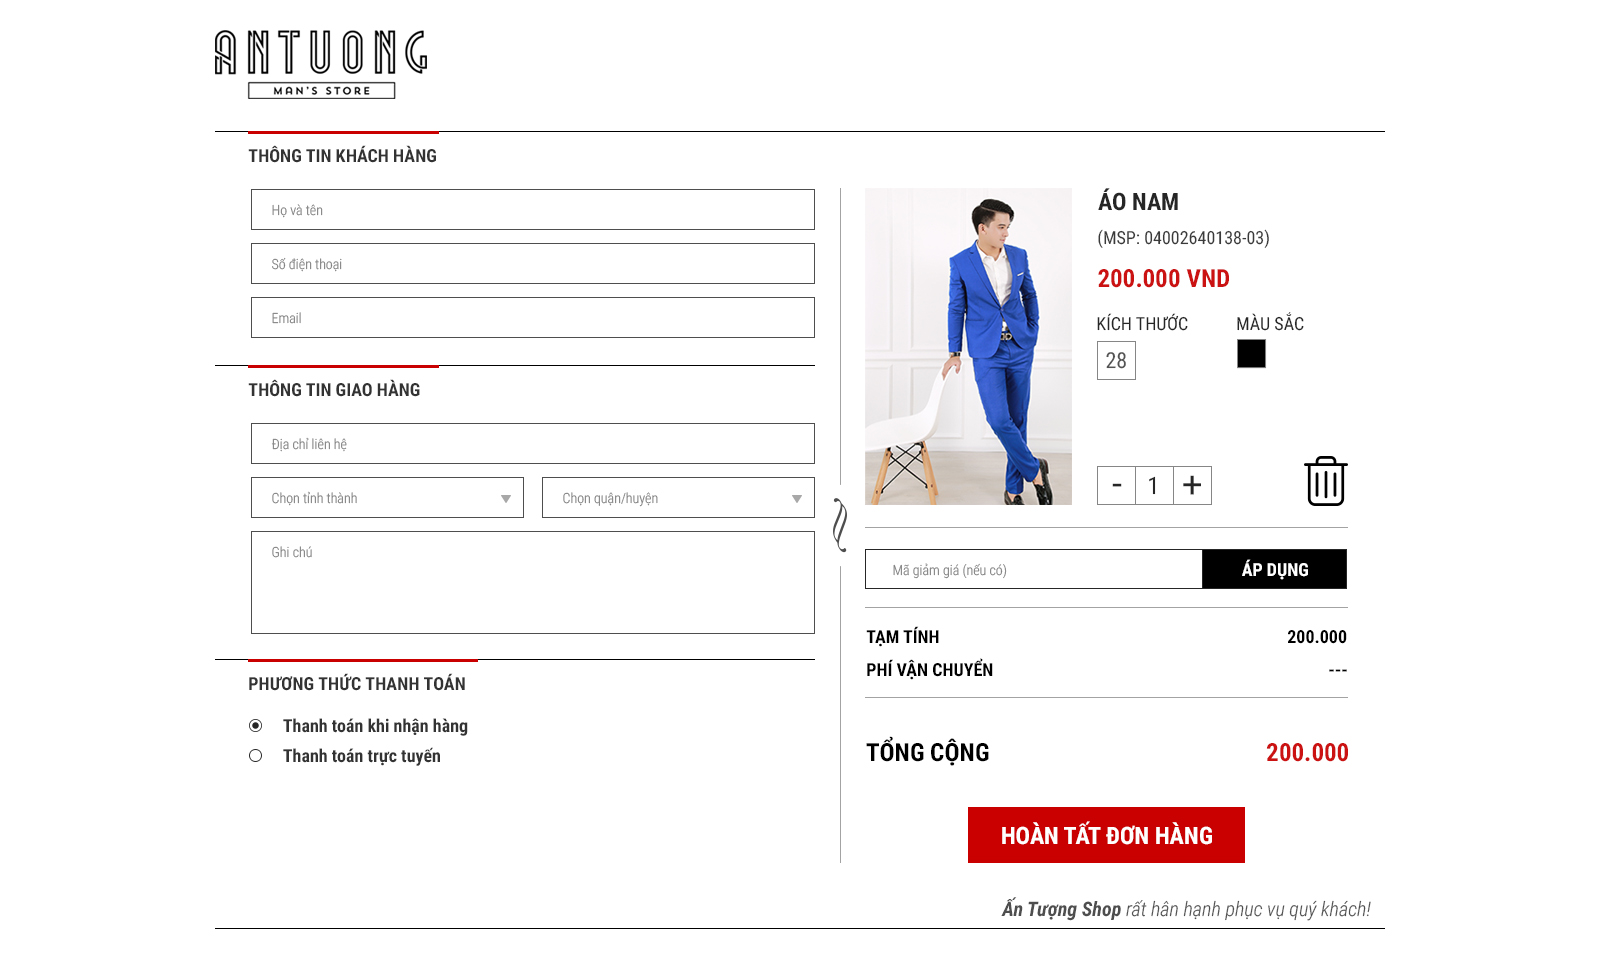 ANTUONG
MAN'S STORE
THÔNG TIN KHÁCH HÀNG
Họ và tên
Số điện thoại
Email
THÔNG TIN GIAO HÀNG
Địa chỉ liên hệ
Chọn tỉnh thành
Chọn quận/huyện
Ghi chú
PHƯƠNG THỨC THANH TOÁN
Thanh toán khi nhận hàng
Thanh toán trực tuyến
ÁO NAM
(MSP: 04002640138-03)
200.000 VND
KÍCH THƯỚC MÀU SẮC
28
- 1 +
Mã giảm giá (nếu có) ÁP DỤNG
TẠM TÍNH 200.000
PHÍ VẬN CHUYỂN ---
TỔNG CỘNG 200.000
HOÀN TẤT ĐƠN HÀNG
Ấn Tượng Shop rất hân hạnh phục vụ quý khách!